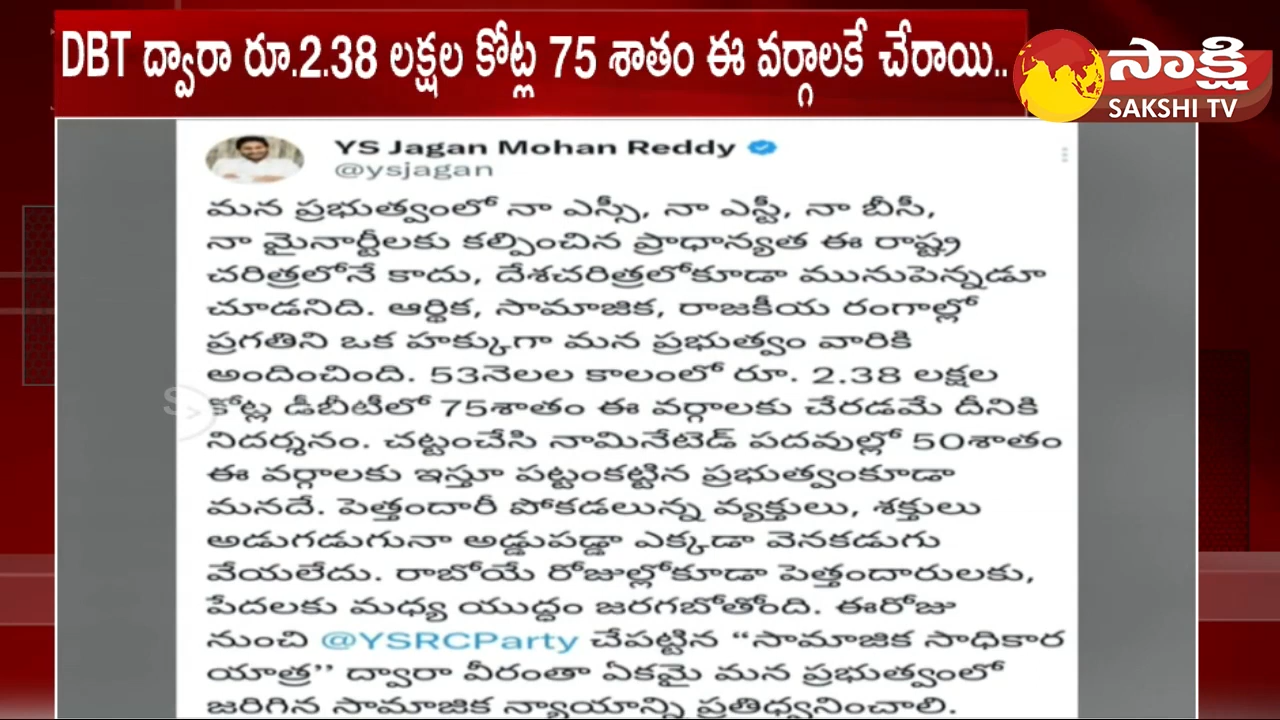 DBT ద్వారా రూ.2.38 లక్షల కోట్ల 75 శాతం ఈ వర్గాలకే చేరాయి..
సాక్షి
SAKSHI TV
YS Jagan Mohan Reddy
@ysjagan
మన ప్రభుత్వంలో నా ఎస్సీ, నా ఎస్టీ, నా బీసీ,
నా మైనార్టీలకు కల్పించిన ప్రాధాన్యత ఈ రాష్ట్ర
చరిత్రలోనే కాదు, దేశచరిత్రలోకూడా మునుపెన్నడూ
చూడనిది. ఆర్థిక, సామాజిక, రాజకీయ రంగాల్లో
ప్రగతిని ఒక హక్కుగా మన ప్రభుత్వం వారికి
అందించింది. 53నెలల కాలంలో రూ. 2.38 లక్షల
కోట్ల డీబీటీలో 75శాతం ఈ వర్గాలకు చేరడమే దీనికి
నిదర్శనం. చట్టంచేసి నామినేటెడ్ పదవుల్లో 50శాతం
ఈ వర్గాలకు ఇస్తూ పట్టంకట్టిన ప్రభుత్వంకూడా
మనదే. పెత్తందారీ పోకడలున్న వ్యక్తులు, శక్తులు
అడుగడుగునా అడ్డుపడ్డా ఎక్కడా వెనకడుగు
వేయలేదు. రాబోయే రోజుల్లోకూడా పెత్తందారులకు,
పేదలకు మధ్య యుద్ధం జరగబోతోంది. ఈరోజు
నుంచి @YSRCParty చేపట్టిన “సామాజిక సాధికార
యాత్ర’’ ద్వారా వీరంతా ఏకమై మన ప్రభుత్వంలో
జరిగిన సామాజిక న్యాయాన్ని ప్రతిధ్వనించాలి.